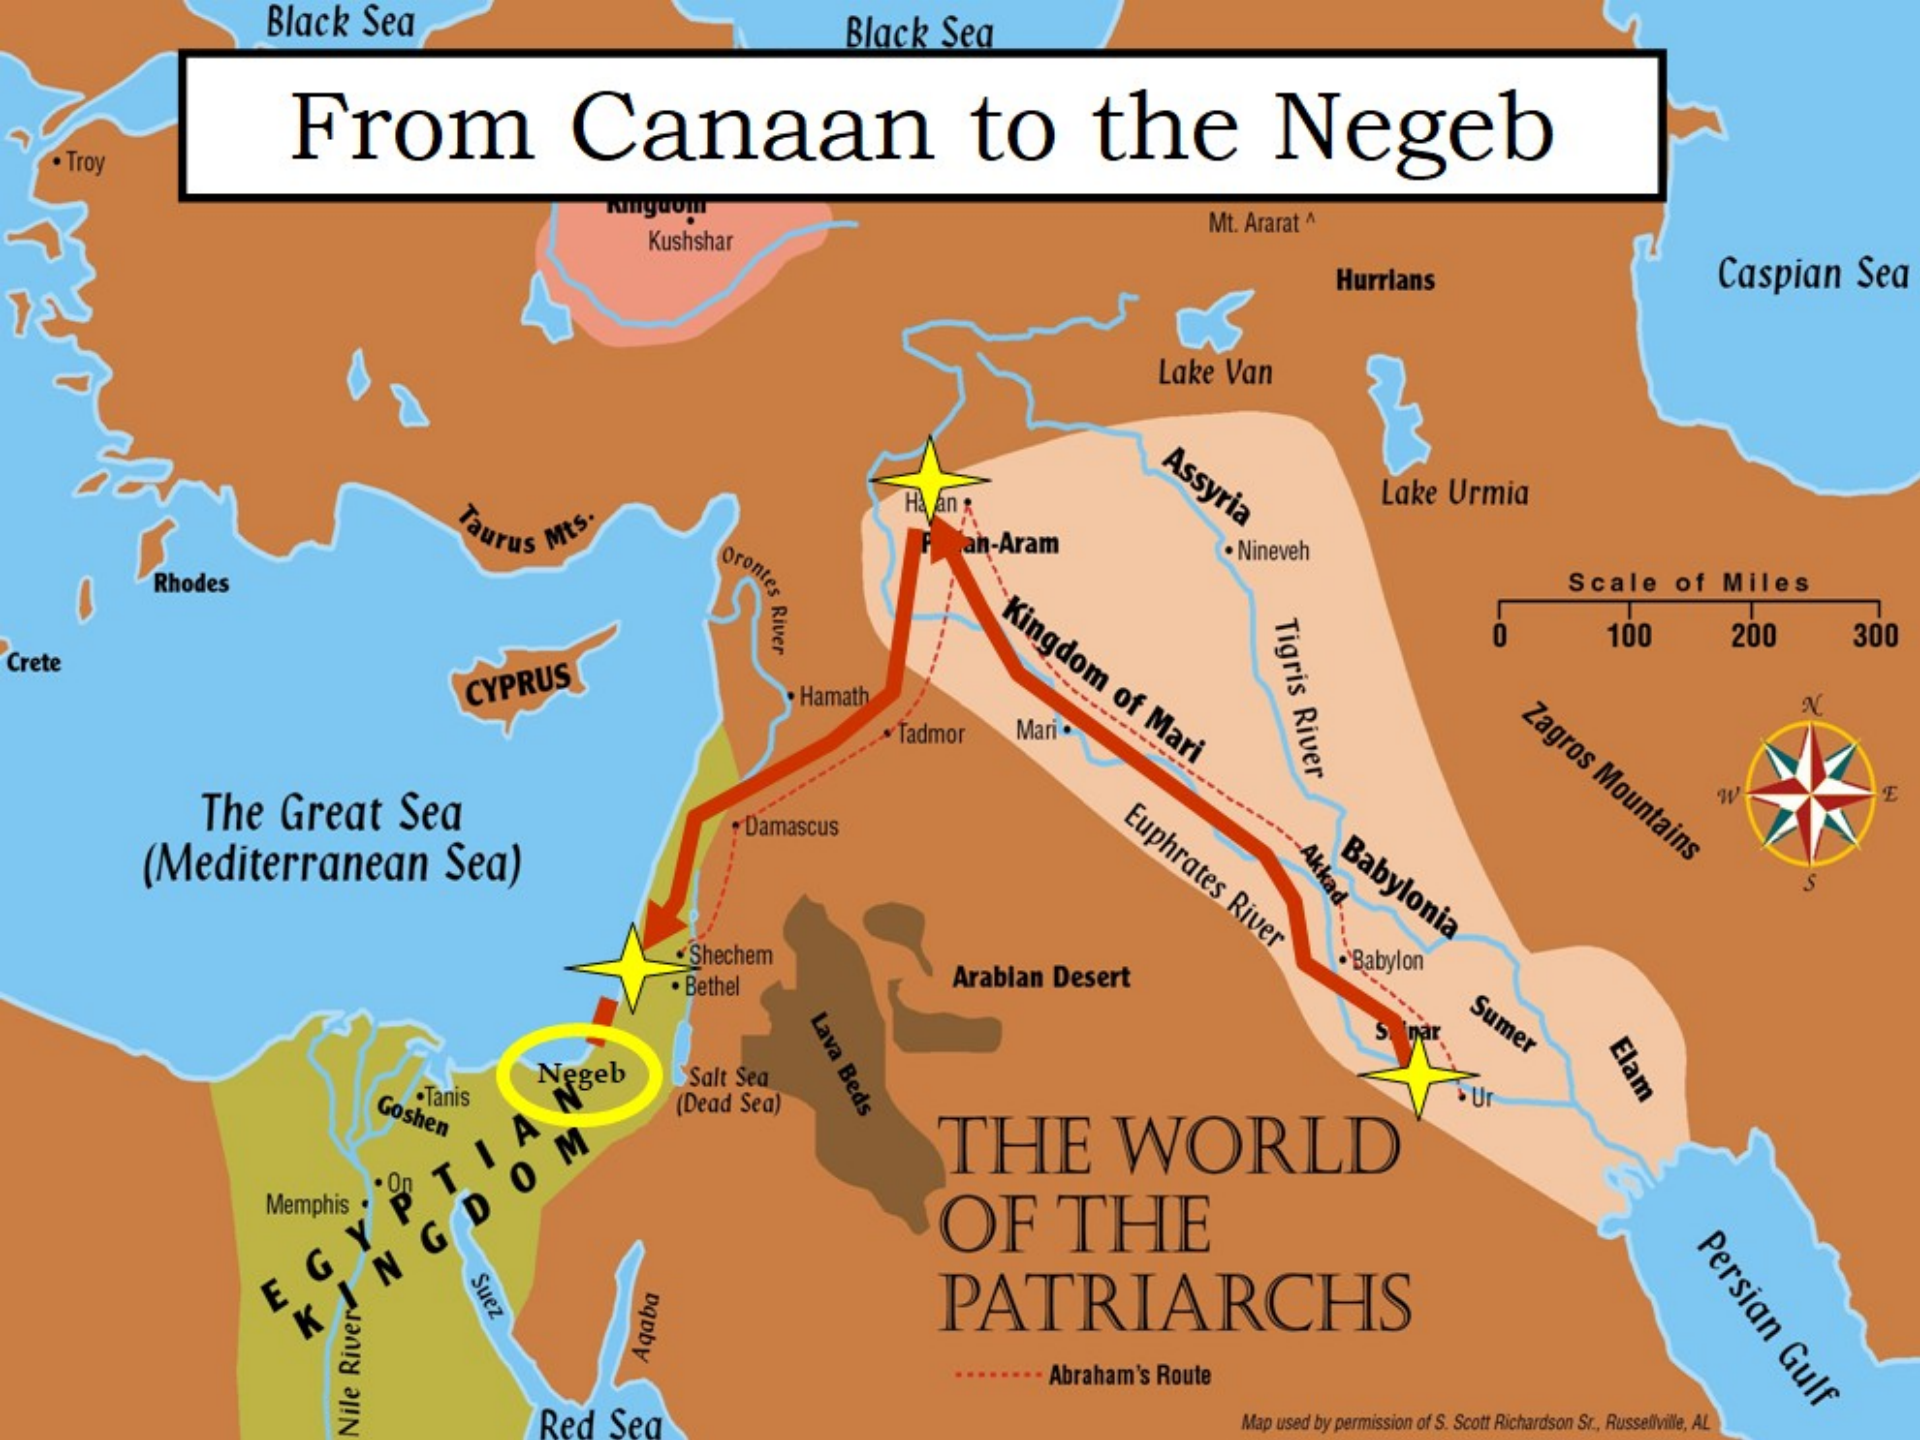 Black Sea
Black Sea
From Canaan to the Negeb
Troy
Kingdom
Kushshar
Mt. Ararat ^
Hurrians
Caspian Sea
Lake Van
Lake Urmia
Assyria
Taurus Mts.
Nineveh
Orontes River
Rhodes
Scale of Miles
0 100 200 300
Crete
CYPRUS
Kingdom of Mari
Tigris River
Hamath
Tadmor
Mari
Zagros Mountains
N
W
E
S
The Great Sea
(Mediterranean Sea)
Damascus
Euphrates River
Akkad
Babylonia
Shechem
Bethel
Arabian Desert
Babylon
Lava Beds
Sumer
Elam
Negeb
Salt Sea
(Dead Sea)
Tanis
Goshen
Ur
On
Memphis
EGYPTIAN
KINGDOM
THE WORLD
OF THE
PATRIARCHS
Suez
Aqaba
Nile River
Persian Gulf
Abraham's Route
Red Sea
Map used by permission of S. Scott Richardson Sr., Russellville, AL